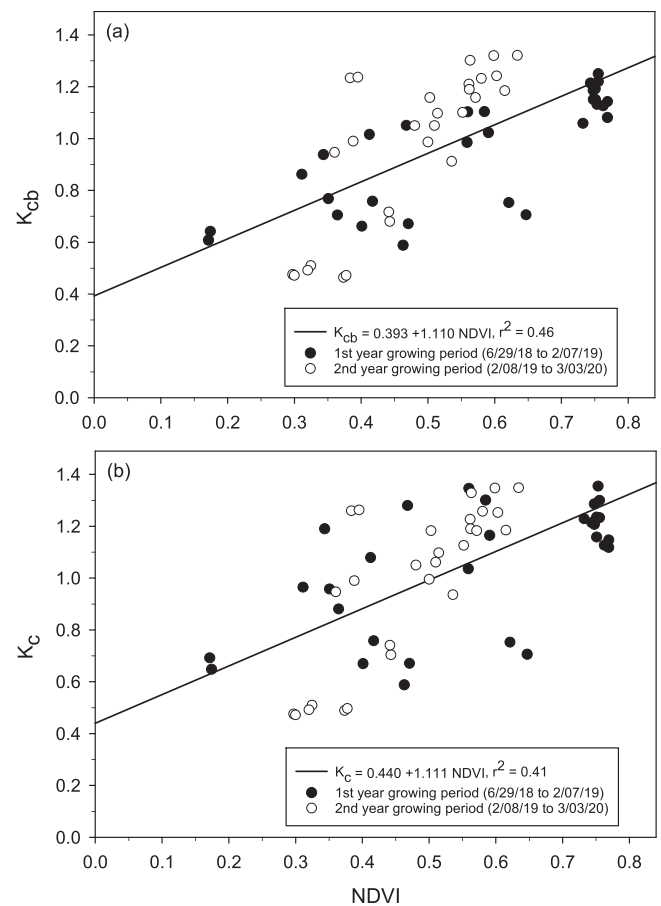 (a)
1.4
1.2
1.0
0.8
0.6
0.4
0.2
0.0
Kcb
Kcb = 0.393 +1.110 NDVI, r² = 0.46
1st year growing period (6/29/18 to 2/07/19)
2nd year growing period (2/08/19 to 3/03/20)
0.0 0.1 0.2 0.3 0.4 0.5 0.6 0.7 0.8
(b)
1.4
1.2
1.0
0.8
0.6
0.4
0.2
0.0
Kc
Kc = 0.440 +1.111 NDVI, r² = 0.41
1st year growing period (6/29/18 to 2/07/19)
2nd year growing period (2/08/19 to 3/03/20)
0.0 0.1 0.2 0.3 0.4 0.5 0.6 0.7 0.8
NDVI